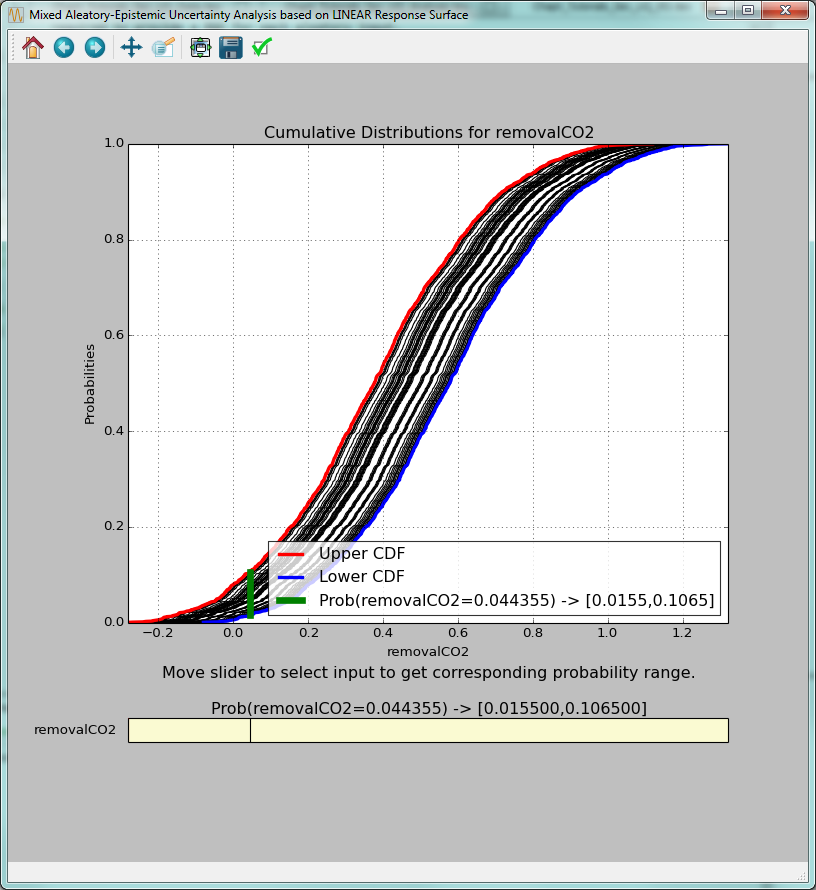 Mixed Aleatory-Epistemic Uncertainty Analysis based on LINEAR Response Surface
Cumulative Distributions for removalCO2
1.0
0.8
0.6
0.4
0.2
0.0
Probabilities
Upper CDF
Lower CDF
Prob(removalCO2=0.044355) -> [0.0155,0.1065]
−0.2 0.0 0.2 0.4 0.6 0.8 1.0 1.2
removalCO2
Move slider to select input to get corresponding probability range.
Prob(removalCO2=0.044355) -> [0.015500,0.106500]
removalCO2